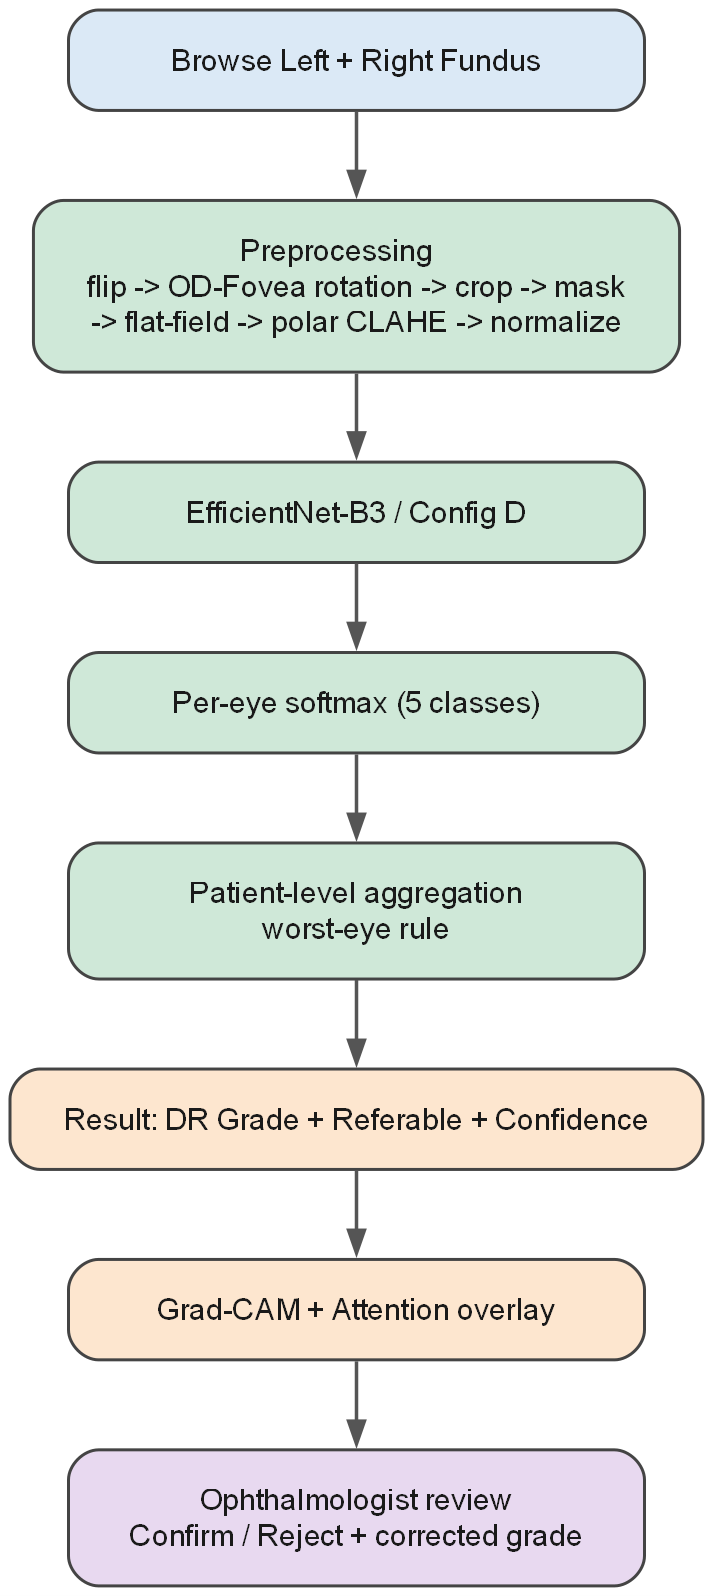 Browse Left + Right Fundus
Preprocessing
flip -> OD-Fovea rotation -> crop -> mask
-> flat-field -> polar CLAHE -> normalize
EfficientNet-B3 / Config D
Per-eye softmax (5 classes)
Patient-level aggregation
worst-eye rule
Result: DR Grade + Referable + Confidence
Grad-CAM + Attention overlay
Ophthalmologist review
Confirm / Reject + corrected grade